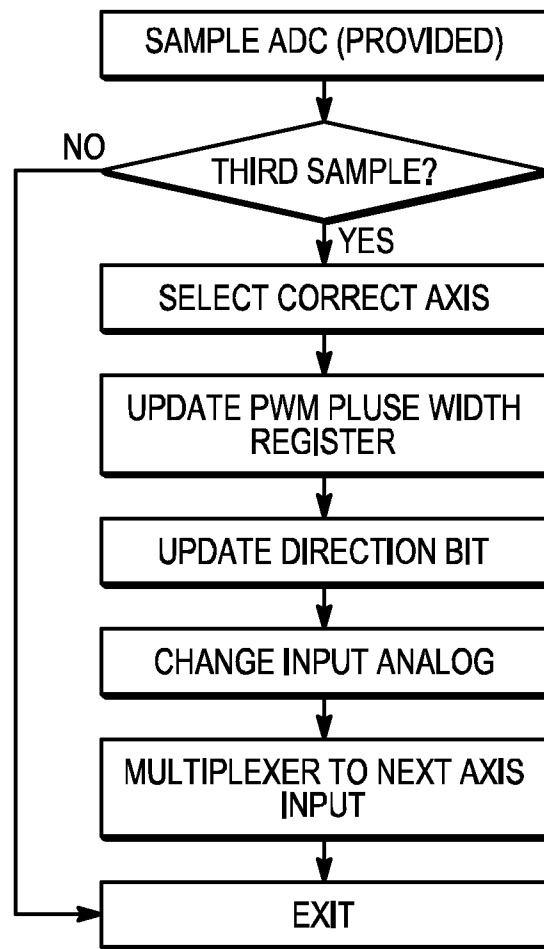 SAMPLE ADC (PROVIDED)
NO
THIRD SAMPLE?
YES
SELECT CORRECT AXIS
UPDATE PWM PLUSE WIDTH
REGISTER
UPDATE DIRECTION BIT
CHANGE INPUT ANALOG
MULTIPLEXER TO NEXT AXIS
INPUT
EXIT